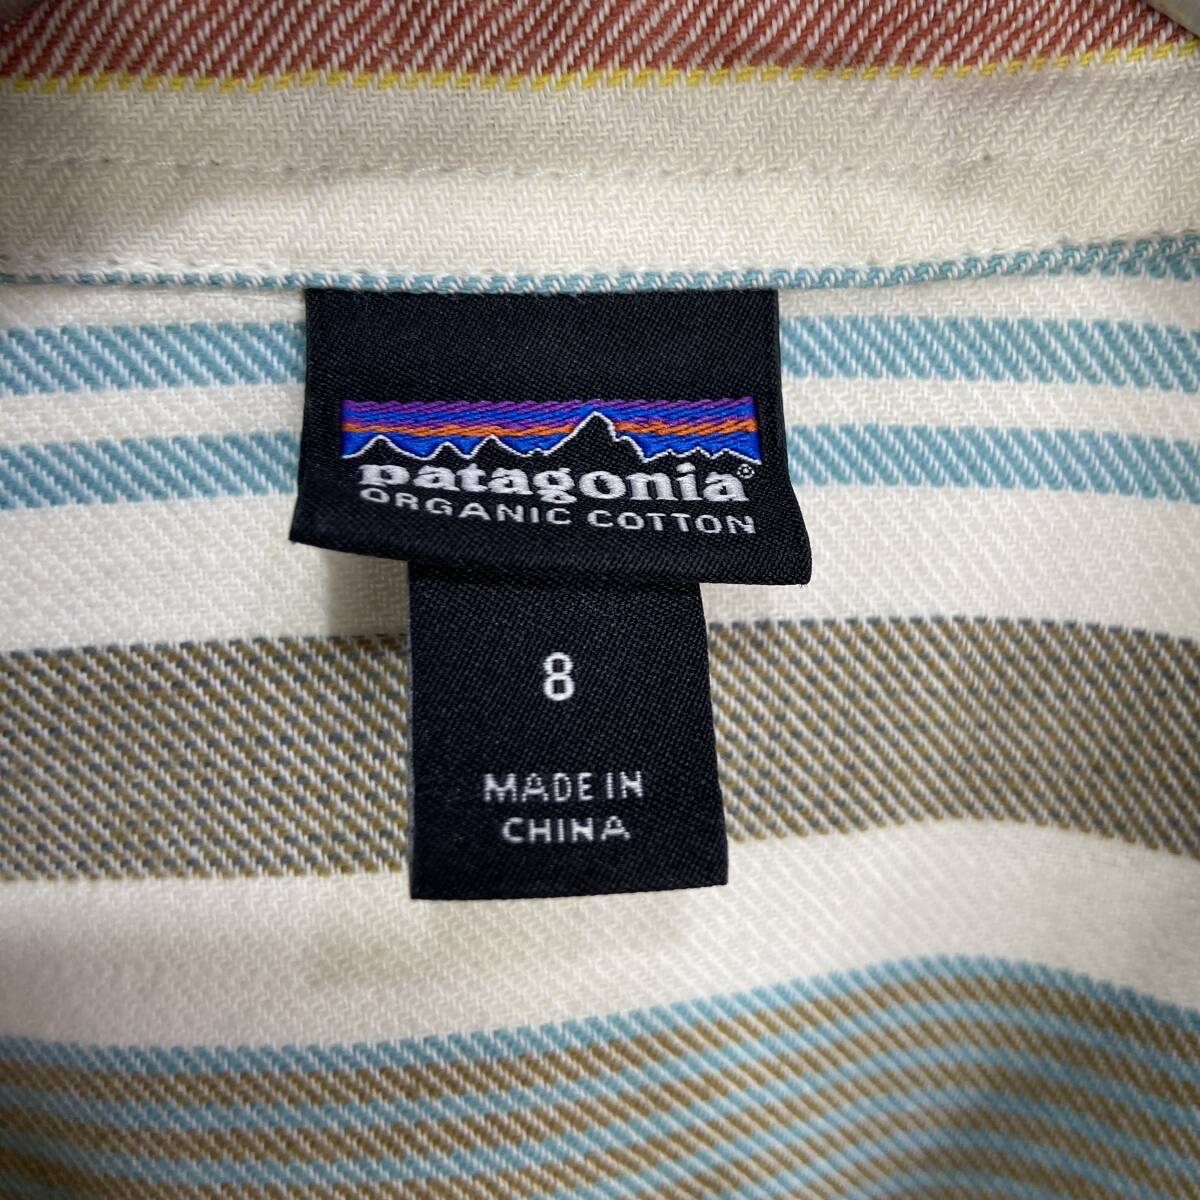 patagonia®
ORGANIC COTTON
8
MADE IN
CHINA